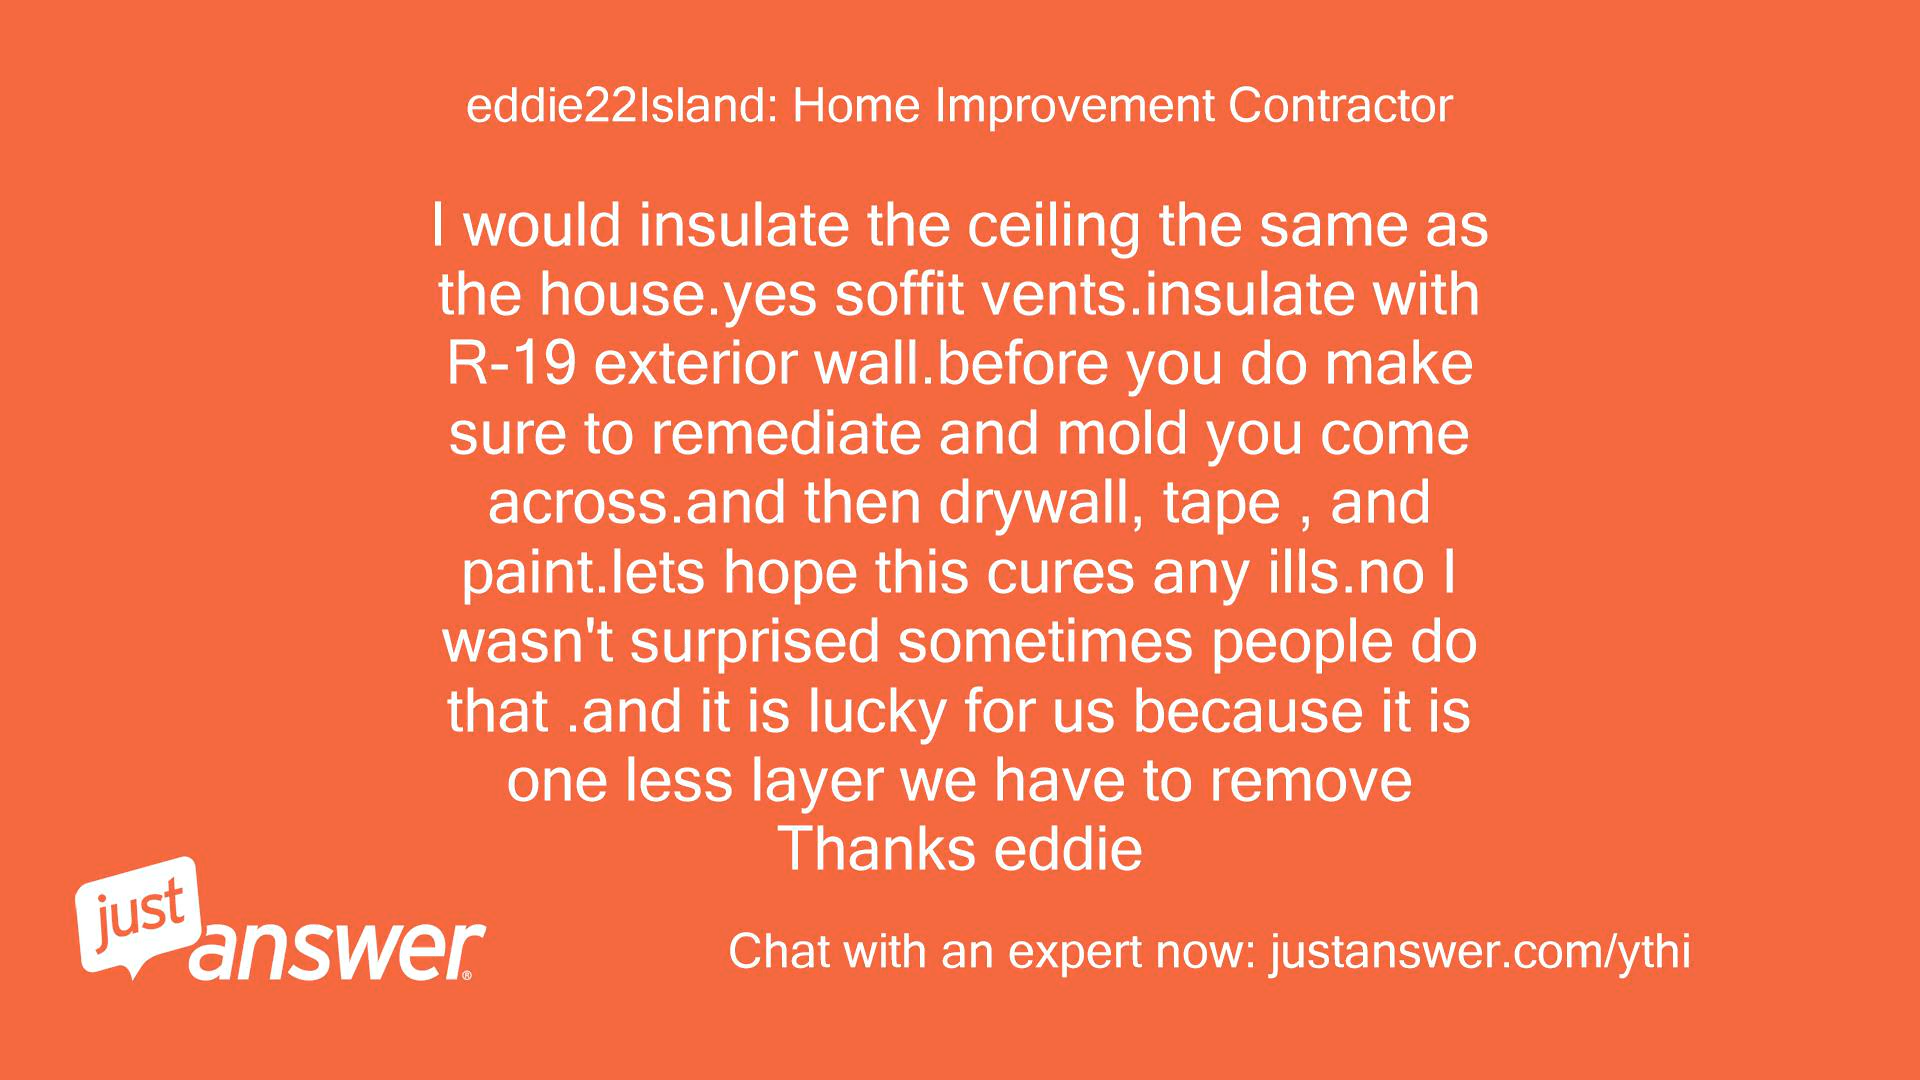 eddie22Island: Home Improvement Contractor
I would insulate the ceiling the same as
the house.yes soffit vents.insulate with
R-19 exterior wall.before you do make
sure to remediate and mold you come
across.and then drywall, tape , and
paint.lets hope this cures any ills.no I
wasn't surprised sometimes people do
that .and it is lucky for us because it is
one less layer we have to remove
Thanks eddie
just
answer®
Chat with an expert now: justanswer.com/ythi